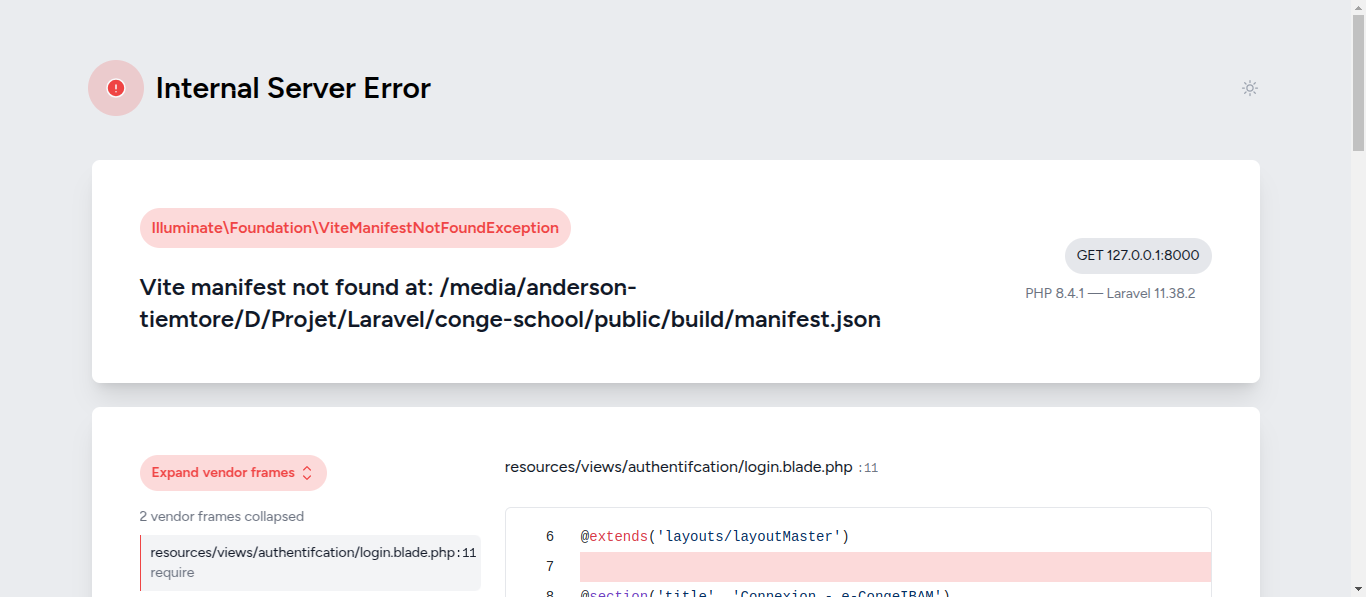 Internal Server Error
Illuminate\Foundation\ViteManifestNotFoundException
GET 127.0.0.1:8000
Vite manifest not found at: /media/anderson-
tiemtore/D/Projet/Laravel/conge-school/public/build/manifest.json
PHP 8.4.1 — Laravel 11.38.2
Expand vendor frames
2 vendor frames collapsed
resources/views/authentifcation/login.blade.php:11
require
resources/views/authentifcation/login.blade.php :11
6 @extends('layouts/layoutMaster')
7
8 @section('title', 'Connexion - e-CongeIBAM')